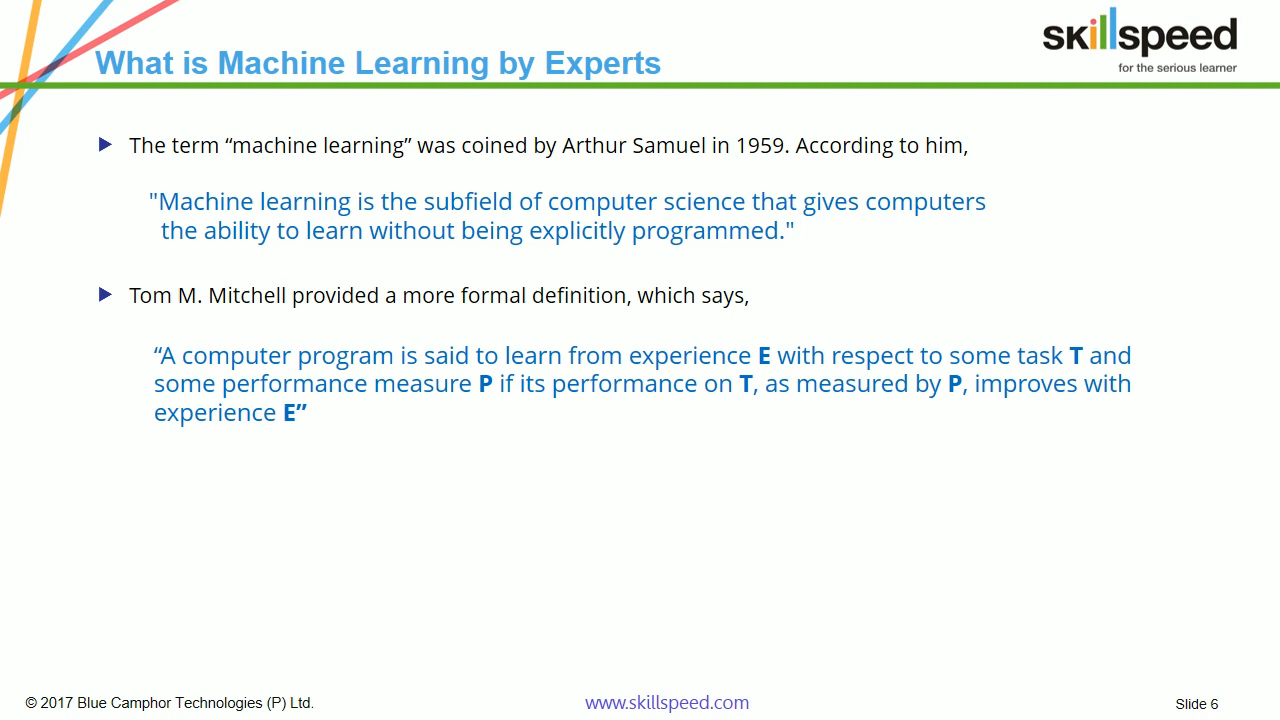 skillspeed
for the serious learner
What is Machine Learning by Experts
The term “machine learning” was coined by Arthur Samuel in 1959. According to him,
"Machine learning is the subfield of computer science that gives computers
the ability to learn without being explicitly programmed."
Tom M. Mitchell provided a more formal definition, which says,
“A computer program is said to learn from experience E with respect to some task T and
some performance measure P if its performance on T, as measured by P, improves with
experience E”
© 2017 Blue Camphor Technologies (P) Ltd.
www.skillspeed.com
Slide 6